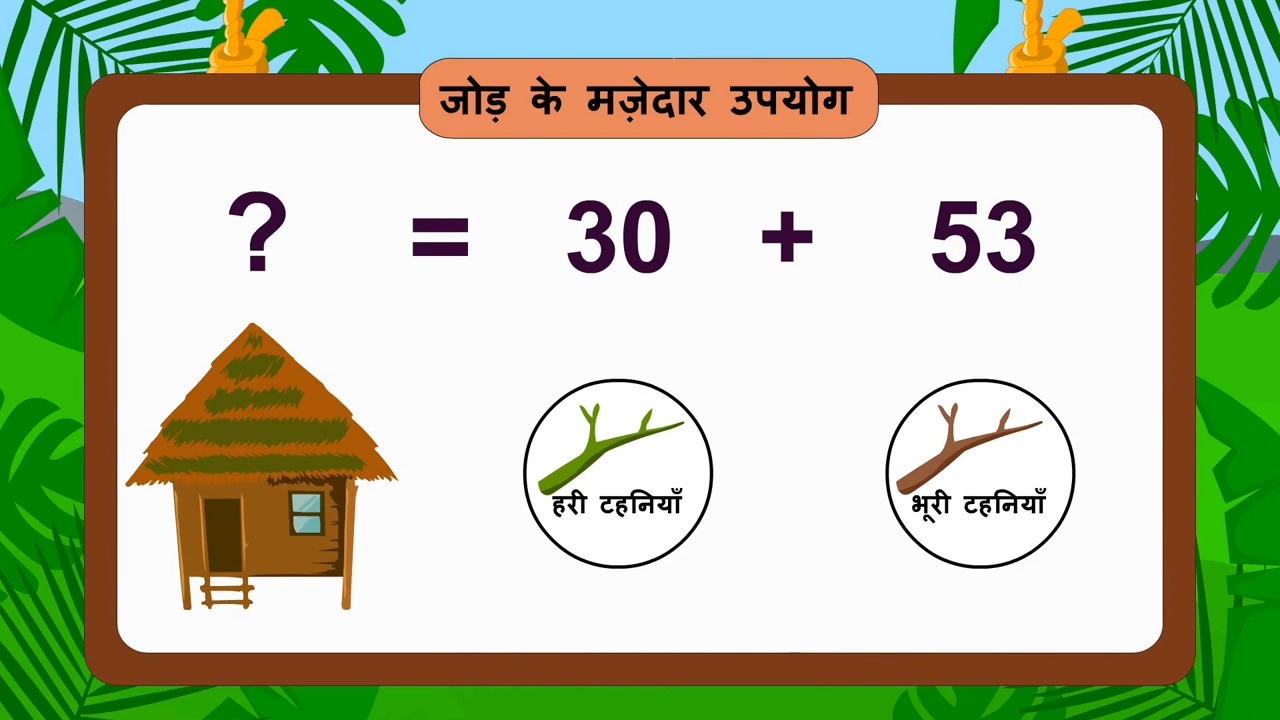 जोड़ के मज़ेदार उपयोग
? = 30 + 53
हरी टहनियाँ
भूरी टहनियाँ